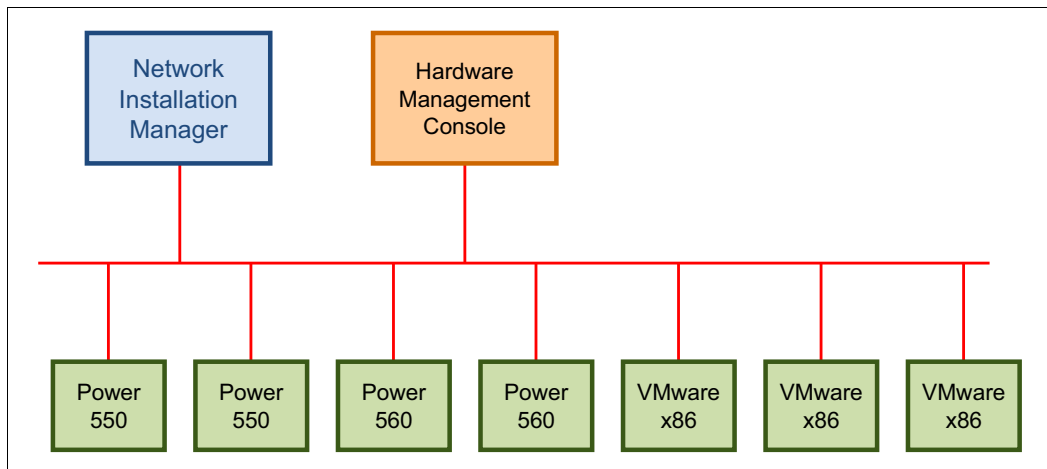 Network
Installation
Manager
Hardware
Management
Console
Power
550
Power
550
Power
560
Power
560
VMware
x86
VMware
x86
VMware
x86